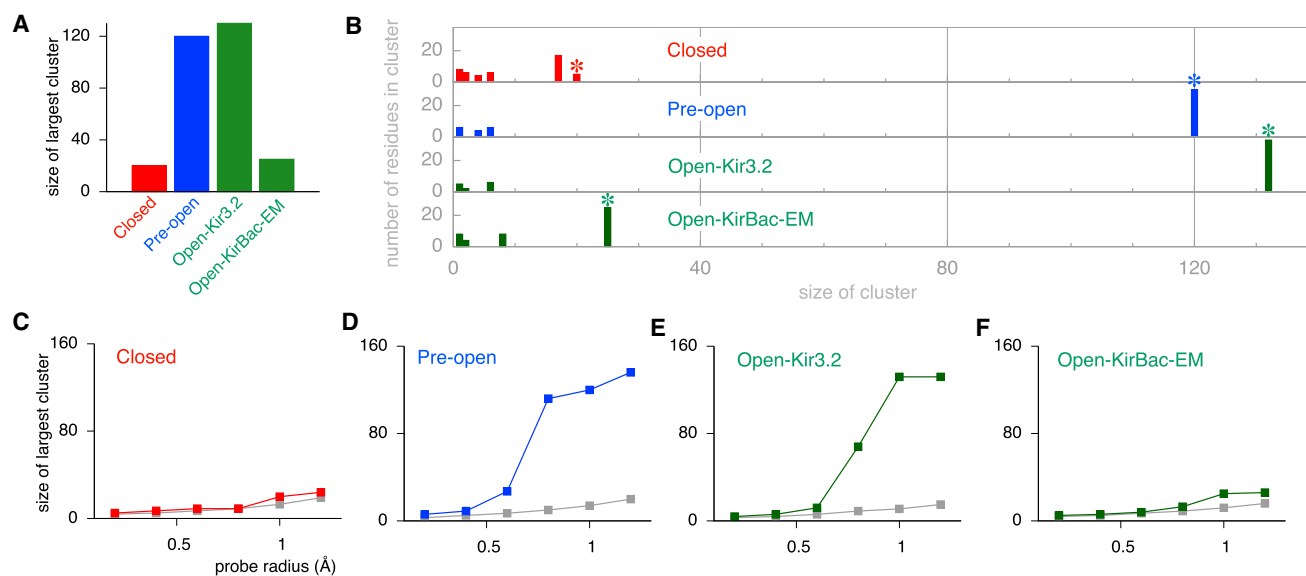 A
size of largest cluster
120
80
40
0
Closed
Pre-open
Open-Kir3.2
Open-KirBac-EM
B
number of residues in cluster
20
0
Closed
*
20
0
Pre-open
*
20
0
Open-Kir3.2
*
20
0
Open-KirBac-EM
*
0
40
80
120
size of cluster
C
size of largest cluster
160
80
0
Closed
0.5
1
probe radius (Å)
D
160
80
0
Pre-open
0.5
1
E
160
80
0
Open-Kir3.2
0.5
1
F
160
80
0
Open-KirBac-EM
0.5
1